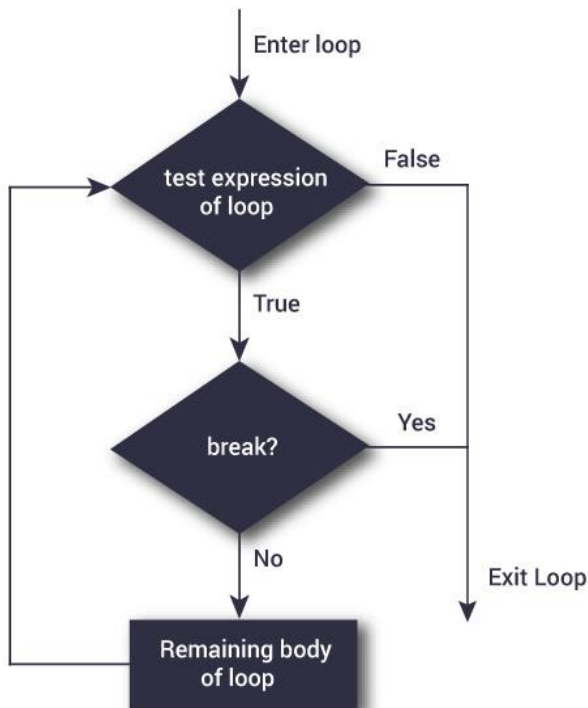 Enter loop
test expression
of loop
False
True
break?
Yes
No
Exit Loop
Remaining body
of loop